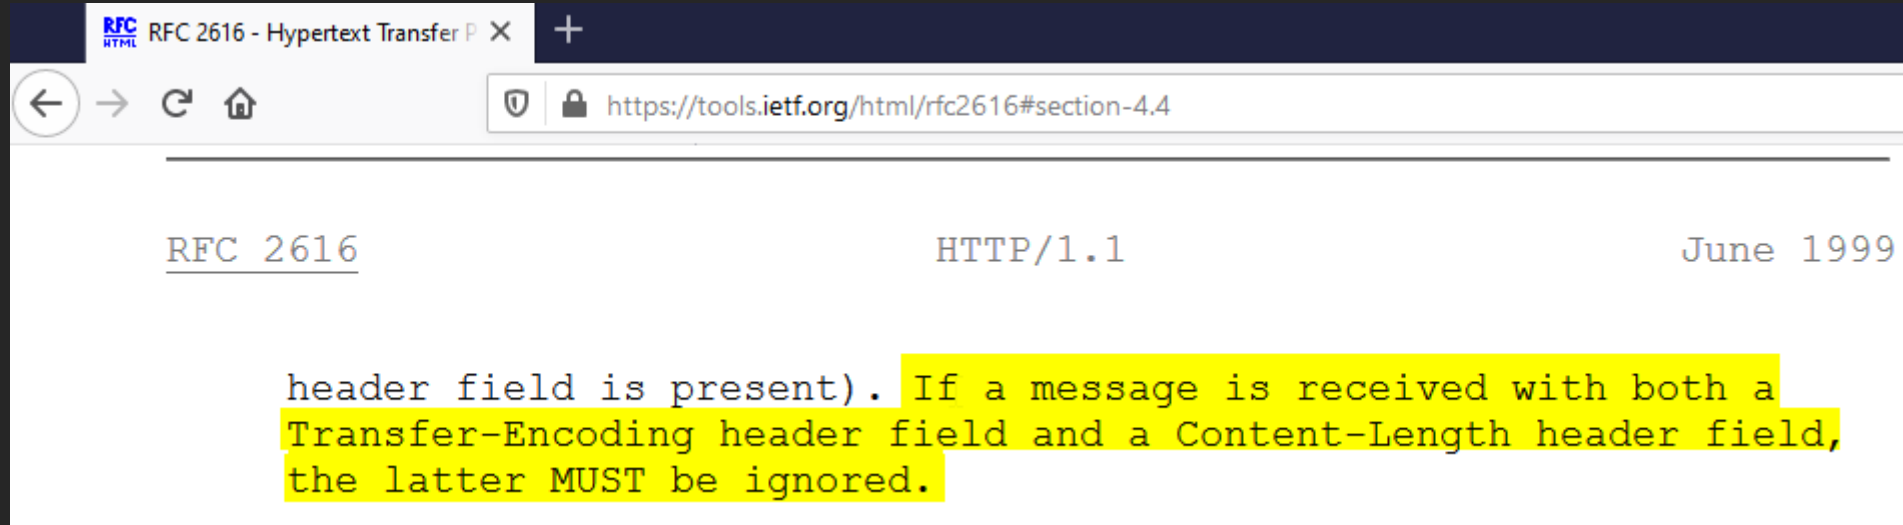 RFC
HTML
RFC 2616 - Hypertext Transfer P
https://tools.ietf.org/html/rfc2616#section-4.4
RFC 2616 HTTP/1.1 June 1999
header field is present). If a message is received with both a
Transfer-Encoding header field and a Content-Length header field,
the latter MUST be ignored.